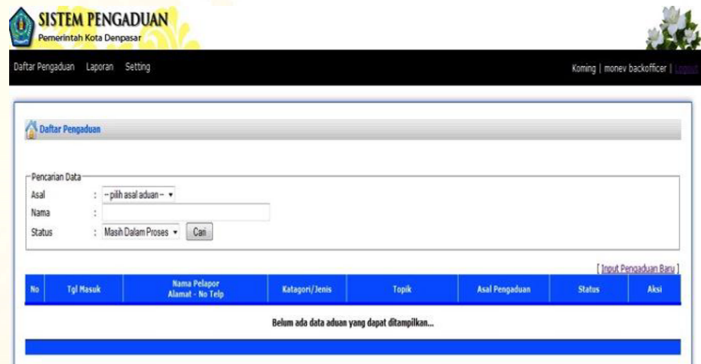 SISTEM PENGADUAN
Pemerintah Kota Denpasar
Daftar Pengaduan Laporan Setting Koming | monev backofficer | Logout
Daftar Pengaduan
Pencarian Data
Asal : -- pilih asal aduan --
Nama :
Status : Masih Dalam Proses Cari
[ Input Pengaduan Baru ]
No Tgl Masuk Nama Pelapor Katagori/Jenis Topik Asal Pengaduan Status Aksi
Alamat - No Telp
Belum ada data aduan yang dapat ditampilkan...